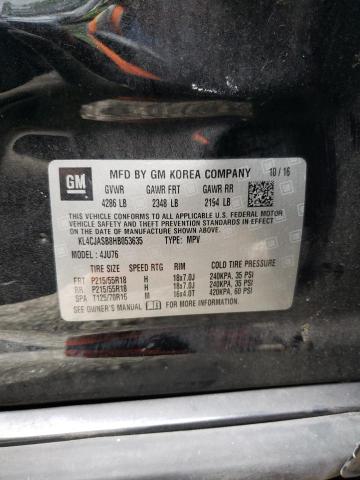 GM
MFD BY GM KOREA COMPANY 10/16
GVWR GAWR FRT GAWR RR
4286 LB 2348 LB 2194 LB
THIS VEHICLE CONFORMS TO ALL APPLICABLE U.S. FEDERAL MOTOR
VEHICLE SAFETY, BUMPER, AND THEFT PREVENTION STANDARDS IN
EFFECT ON THE DATE OF MANUFACTURE SHOWN ABOVE.
KL4CJASB8HB053635 TYPE: MPV
MODEL: 4JU76
TIRE SIZE SPEED RTG RIM COLD TIRE PRESSURE
FRT P215/55R18 H 18x7.0J 240KPA, 35 PSI
RR P215/55R18 H 18x7.0J 240KPA, 35 PSI
SPA T125/70R16 M 16x4.0T 420KPA, 60 PSI
SEE OWNER'S MANUAL FOR MORE INFORMATION.